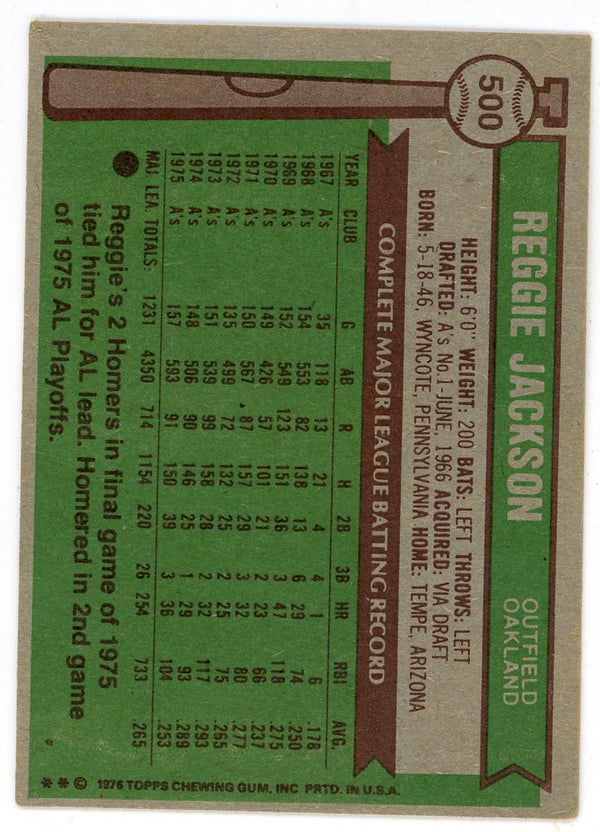 500
REGGIE JACKSON
OUTFIELD
OAKLAND
HEIGHT: 6'0" WEIGHT: 200 BATS: LEFT THROWS: LEFT
DRAFTED: A's No 1-JUNE, 1966 ACQUIRED: VIA DRAFT
BORN: 5-18-46, WYNCOTE, PENNSYLVANIA HOME: TEMPE, ARIZONA
COMPLETE MAJOR LEAGUE BATTING RECORD
YEAR CLUB G AB R H 2B 3B HR RBI AVG.
1967 A's 35 118 13 21 4 4 1 6 .178
1968 A's 154 553 82 138 13 6 29 74 .250
1969 A's 152 549 123 151 36 3 47 118 .275
1970 A's 149 426 57 101 21 2 23 66 .237
1971 A's 150 567 87 157 29 3 32 80 .277
1972 A's 135 499 72 132 25 2 25 75 .265
1973 A's 151 539 99 158 28 2 32 117 .293
1974 A's 148 506 90 146 25 1 29 93 .289
1975 A's 157 593 91 150 39 3 36 104 .253
MAJ. LEA. TOTALS: 1231 4350 714 1154 220 26 254 733 .265
Reggie's 2 Homers in final game of 1975
tied him for AL lead. Homered in 2nd game
of 1975 AL Playoffs.
** © 1976 TOPPS CHEWING GUM, INC PRTD. IN U.S.A.